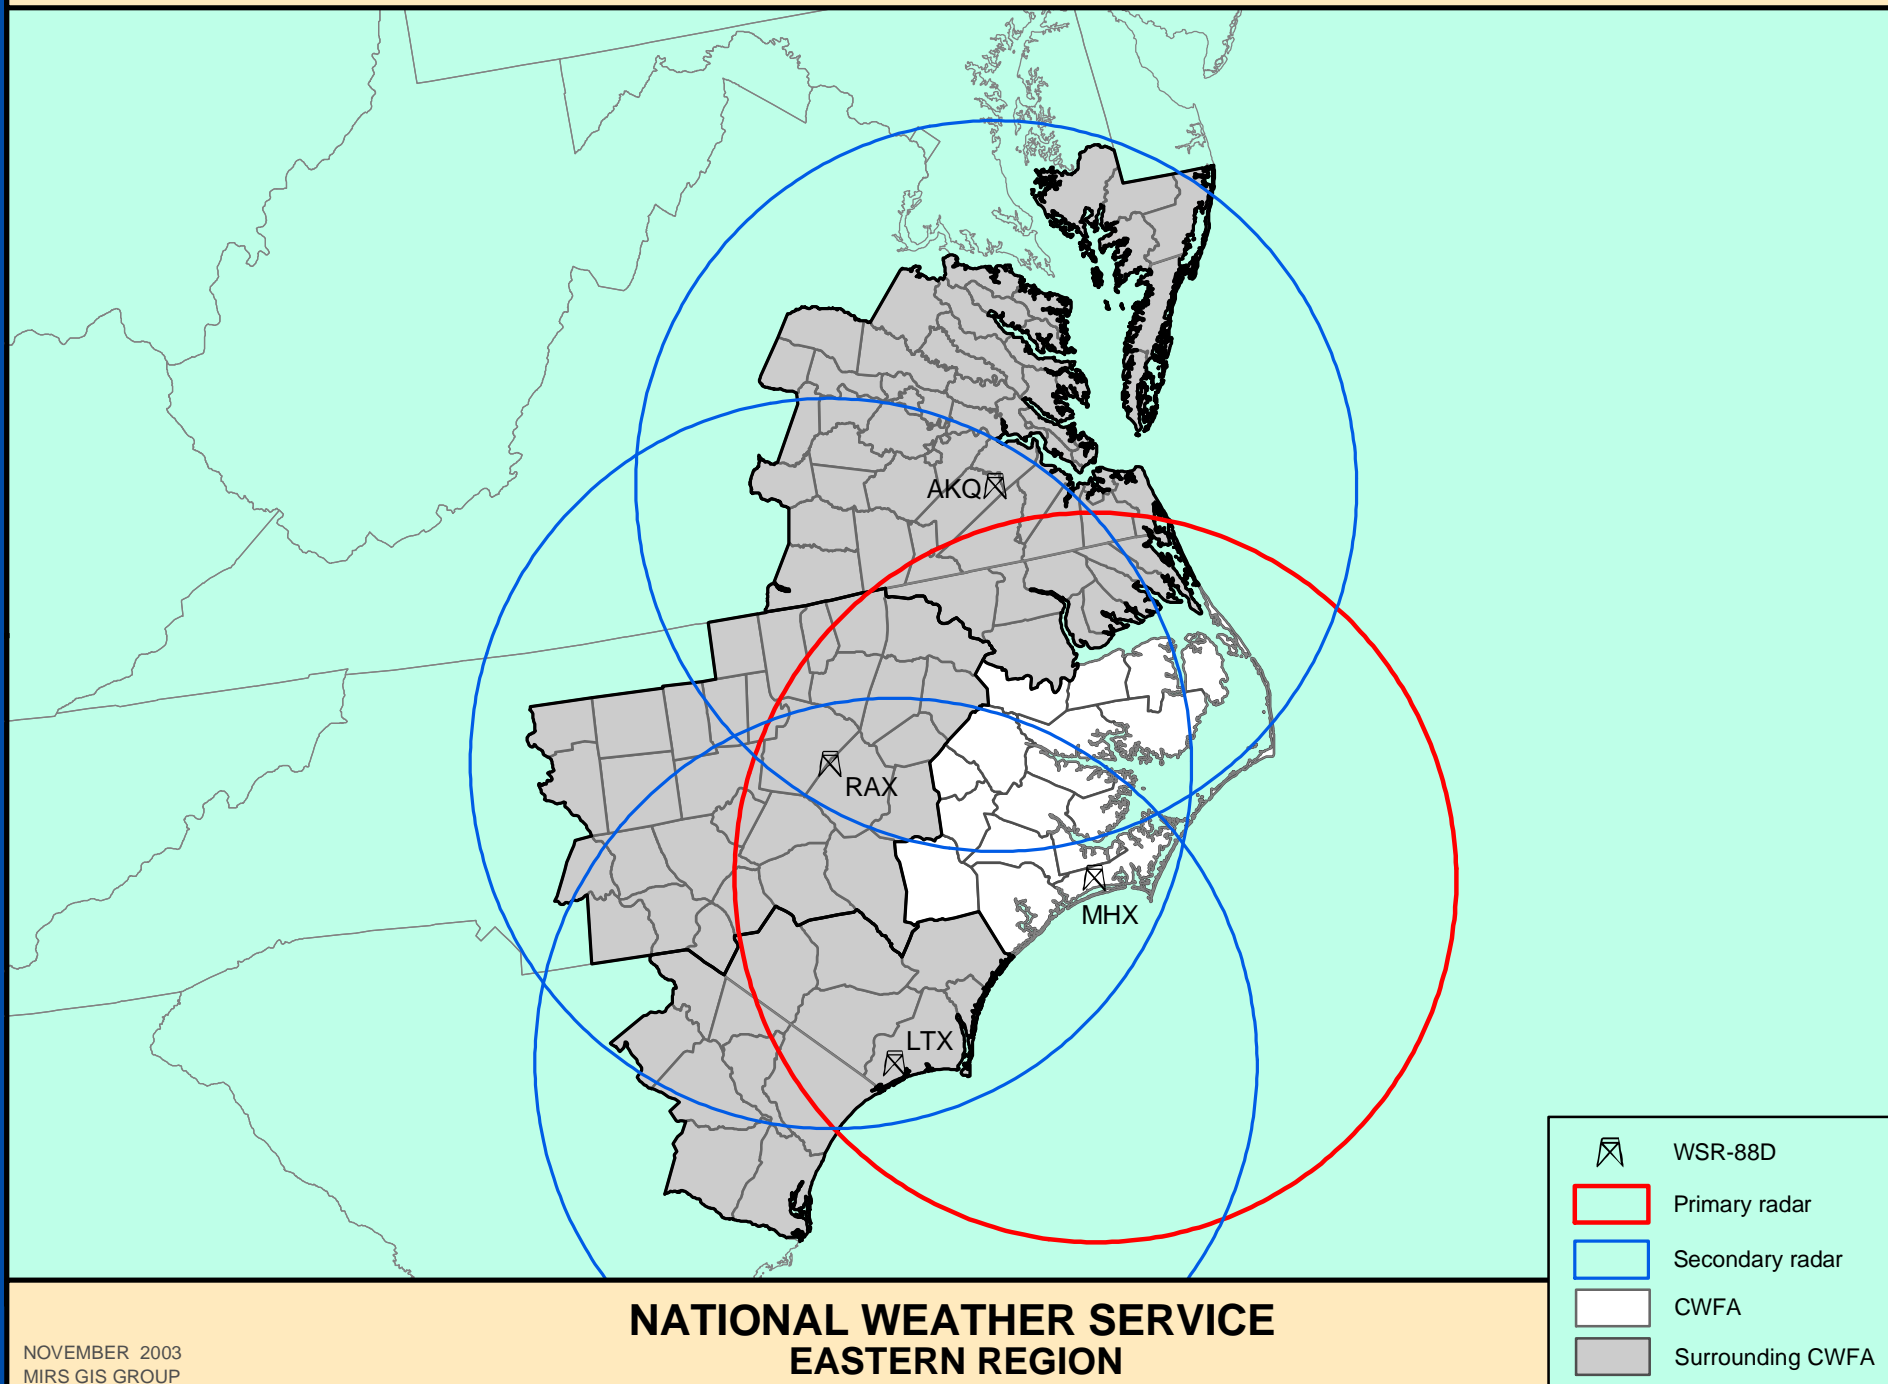 AKQ
RAX
MHX
LTX
WSR-88D
Primary radar
Secondary radar
CWFA
Surrounding CWFA
NATIONAL WEATHER SERVICE
EASTERN REGION
NOVEMBER 2003
MIRS GIS GROUP